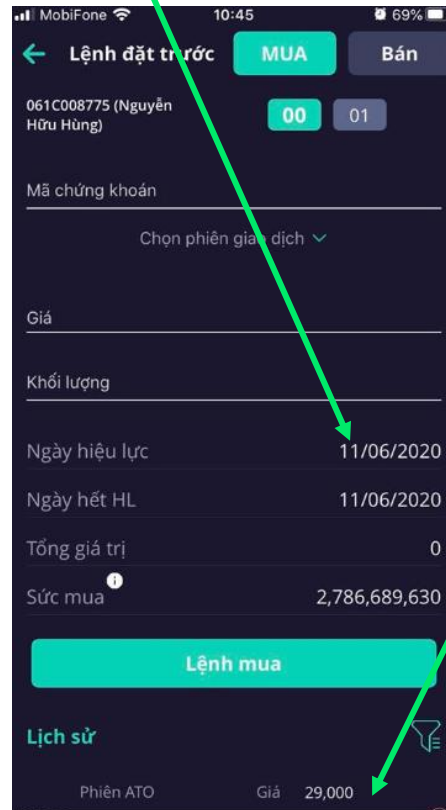 MobiFone 10:45 69%
Lệnh đặt trước MUA Bán
061C008775 (Nguyễn
Hữu Hùng) 00 01
Mã chứng khoán
Chọn phiên giao dịch
Giá
Khối lượng
Ngày hiệu lực 11/06/2020
Ngày hết HL 11/06/2020
Tổng giá trị 0
Sức mua 2,786,689,630
Lệnh mua
Lịch sử
Phiên ATO Giá 29,000